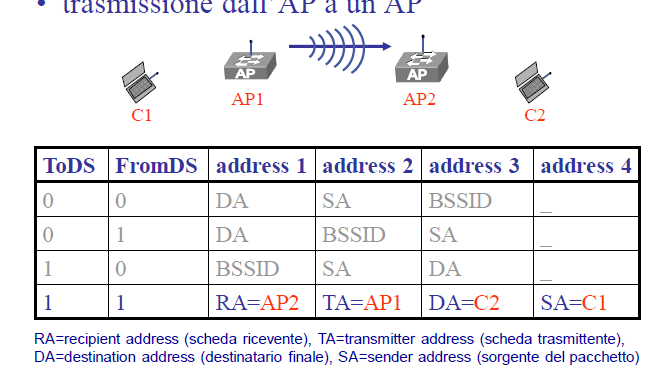 • trasmissione dall'AP a un AP
AP AP
AP1 AP2
C1 C2
ToDS FromDS address 1 address 2 address 3 address 4
0 0 DA SA BSSID _
0 1 DA BSSID SA _
1 0 BSSID SA DA _
1 1 RA=AP2 TA=AP1 DA=C2 SA=C1
RA=recipient address (scheda ricevente), TA=transmitter address (scheda trasmittente),
DA=destination address (destinatario finale), SA=sender address (sorgente del pacchetto)